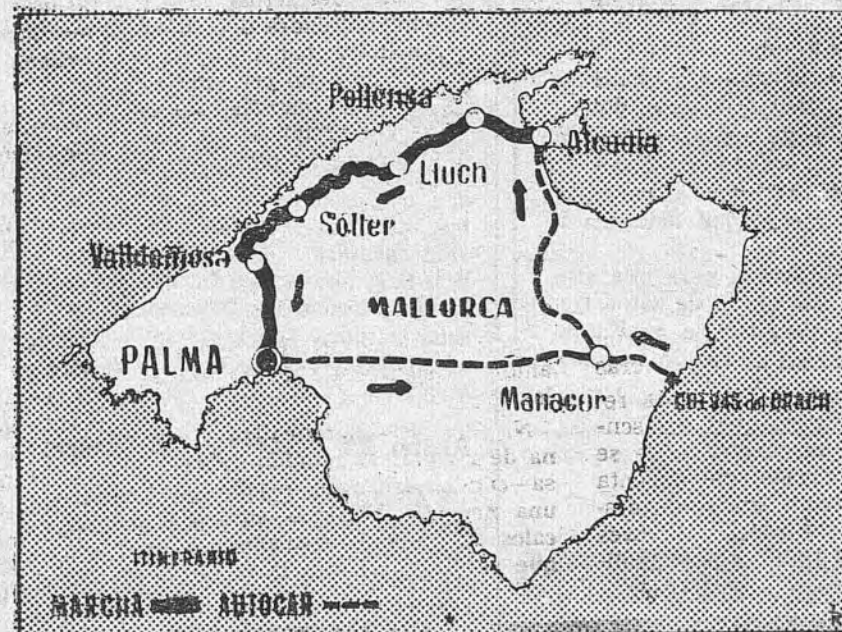 Pollensa
Alcudia
Lluch
Sóller
Valldemosa
MALLORCA
PALMA
Manacor
CUEVAS del DRACH
ITINERARIO
MARCHA AUTOCAR